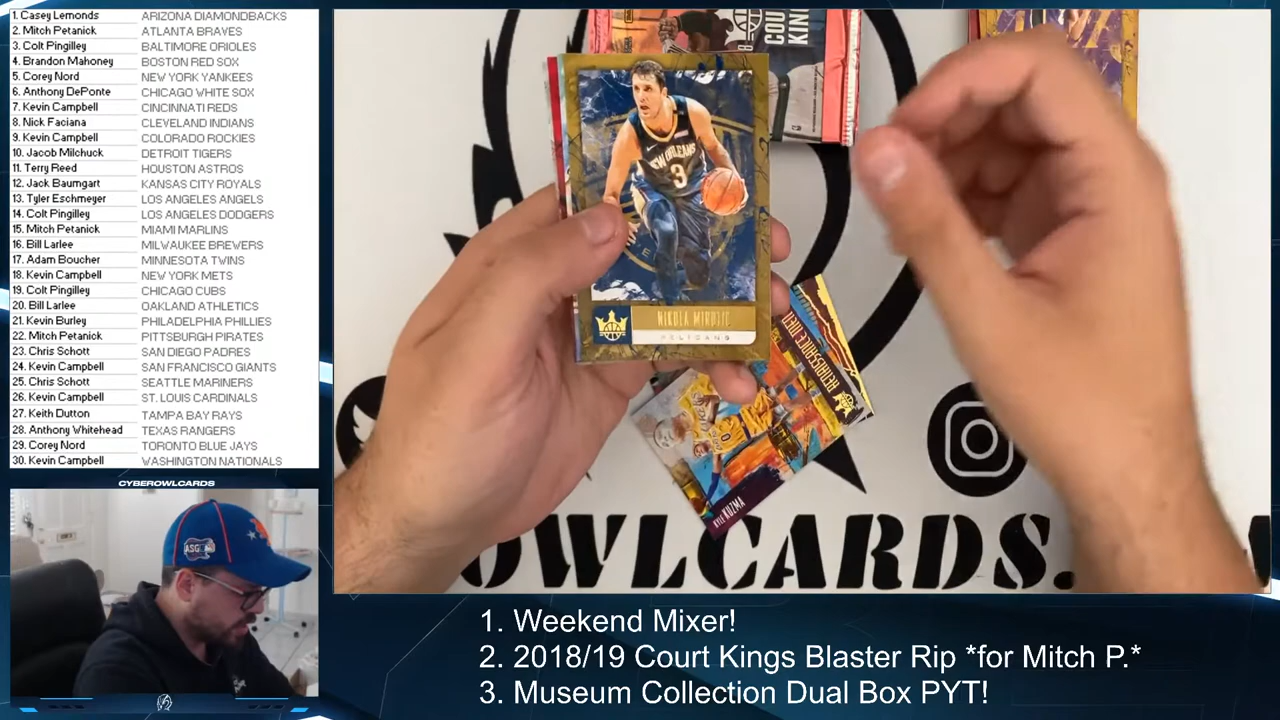 1. Casey Lemonds ARIZONA DIAMONDBACKS
2. Mitch Petanick ATLANTA BRAVES
3. Colt Pingilley BALTIMORE ORIOLES
4. Brandon Mahoney BOSTON RED SOX
5. Corey Nord NEW YORK YANKEES
6. Anthony DePonte CHICAGO WHITE SOX
7. Kevin Campbell CINCINNATI REDS
8. Nick Faciana CLEVELAND INDIANS
9. Kevin Campbell COLORADO ROCKIES
10. Jacob Milchuck DETROIT TIGERS
11. Terry Reed HOUSTON ASTROS
12. Jack Baumgart KANSAS CITY ROYALS
13. Tyler Eschmeyer LOS ANGELES ANGELS
14. Colt Pingilley LOS ANGELES DODGERS
15. Mitch Petanick MIAMI MARLINS
16. Bill Larlee MILWAUKEE BREWERS
17. Adam Boucher MINNESOTA TWINS
18. Kevin Campbell NEW YORK METS
19. Colt Pingilley CHICAGO CUBS
20. Bill Larlee OAKLAND ATHLETICS
21. Kevin Burley PHILADELPHIA PHILLIES
22. Mitch Petanick PITTSBURGH PIRATES
23. Chris Schott SAN DIEGO PADRES
24. Kevin Campbell SAN FRANCISCO GIANTS
25. Chris Schott SEATTLE MARINERS
26. Kevin Campbell ST. LOUIS CARDINALS
27. Keith Dutton TAMPA BAY RAYS
28. Anthony Whitehead TEXAS RANGERS
29. Corey Nord TORONTO BLUE JAYS
30. Kevin Campbell WASHINGTON NATIONALS
CYBEROWLCARDS
ASG
COU
KING
NEW ORLEANS
3
NIKOLA MIROTIC
PELICANS
RENAISSANCE MEN
KYLE KUZMA
0
OWLCARDS.
1. Weekend Mixer!
2. 2018/19 Court Kings Blaster Rip *for Mitch P.*
3. Museum Collection Dual Box PYT!